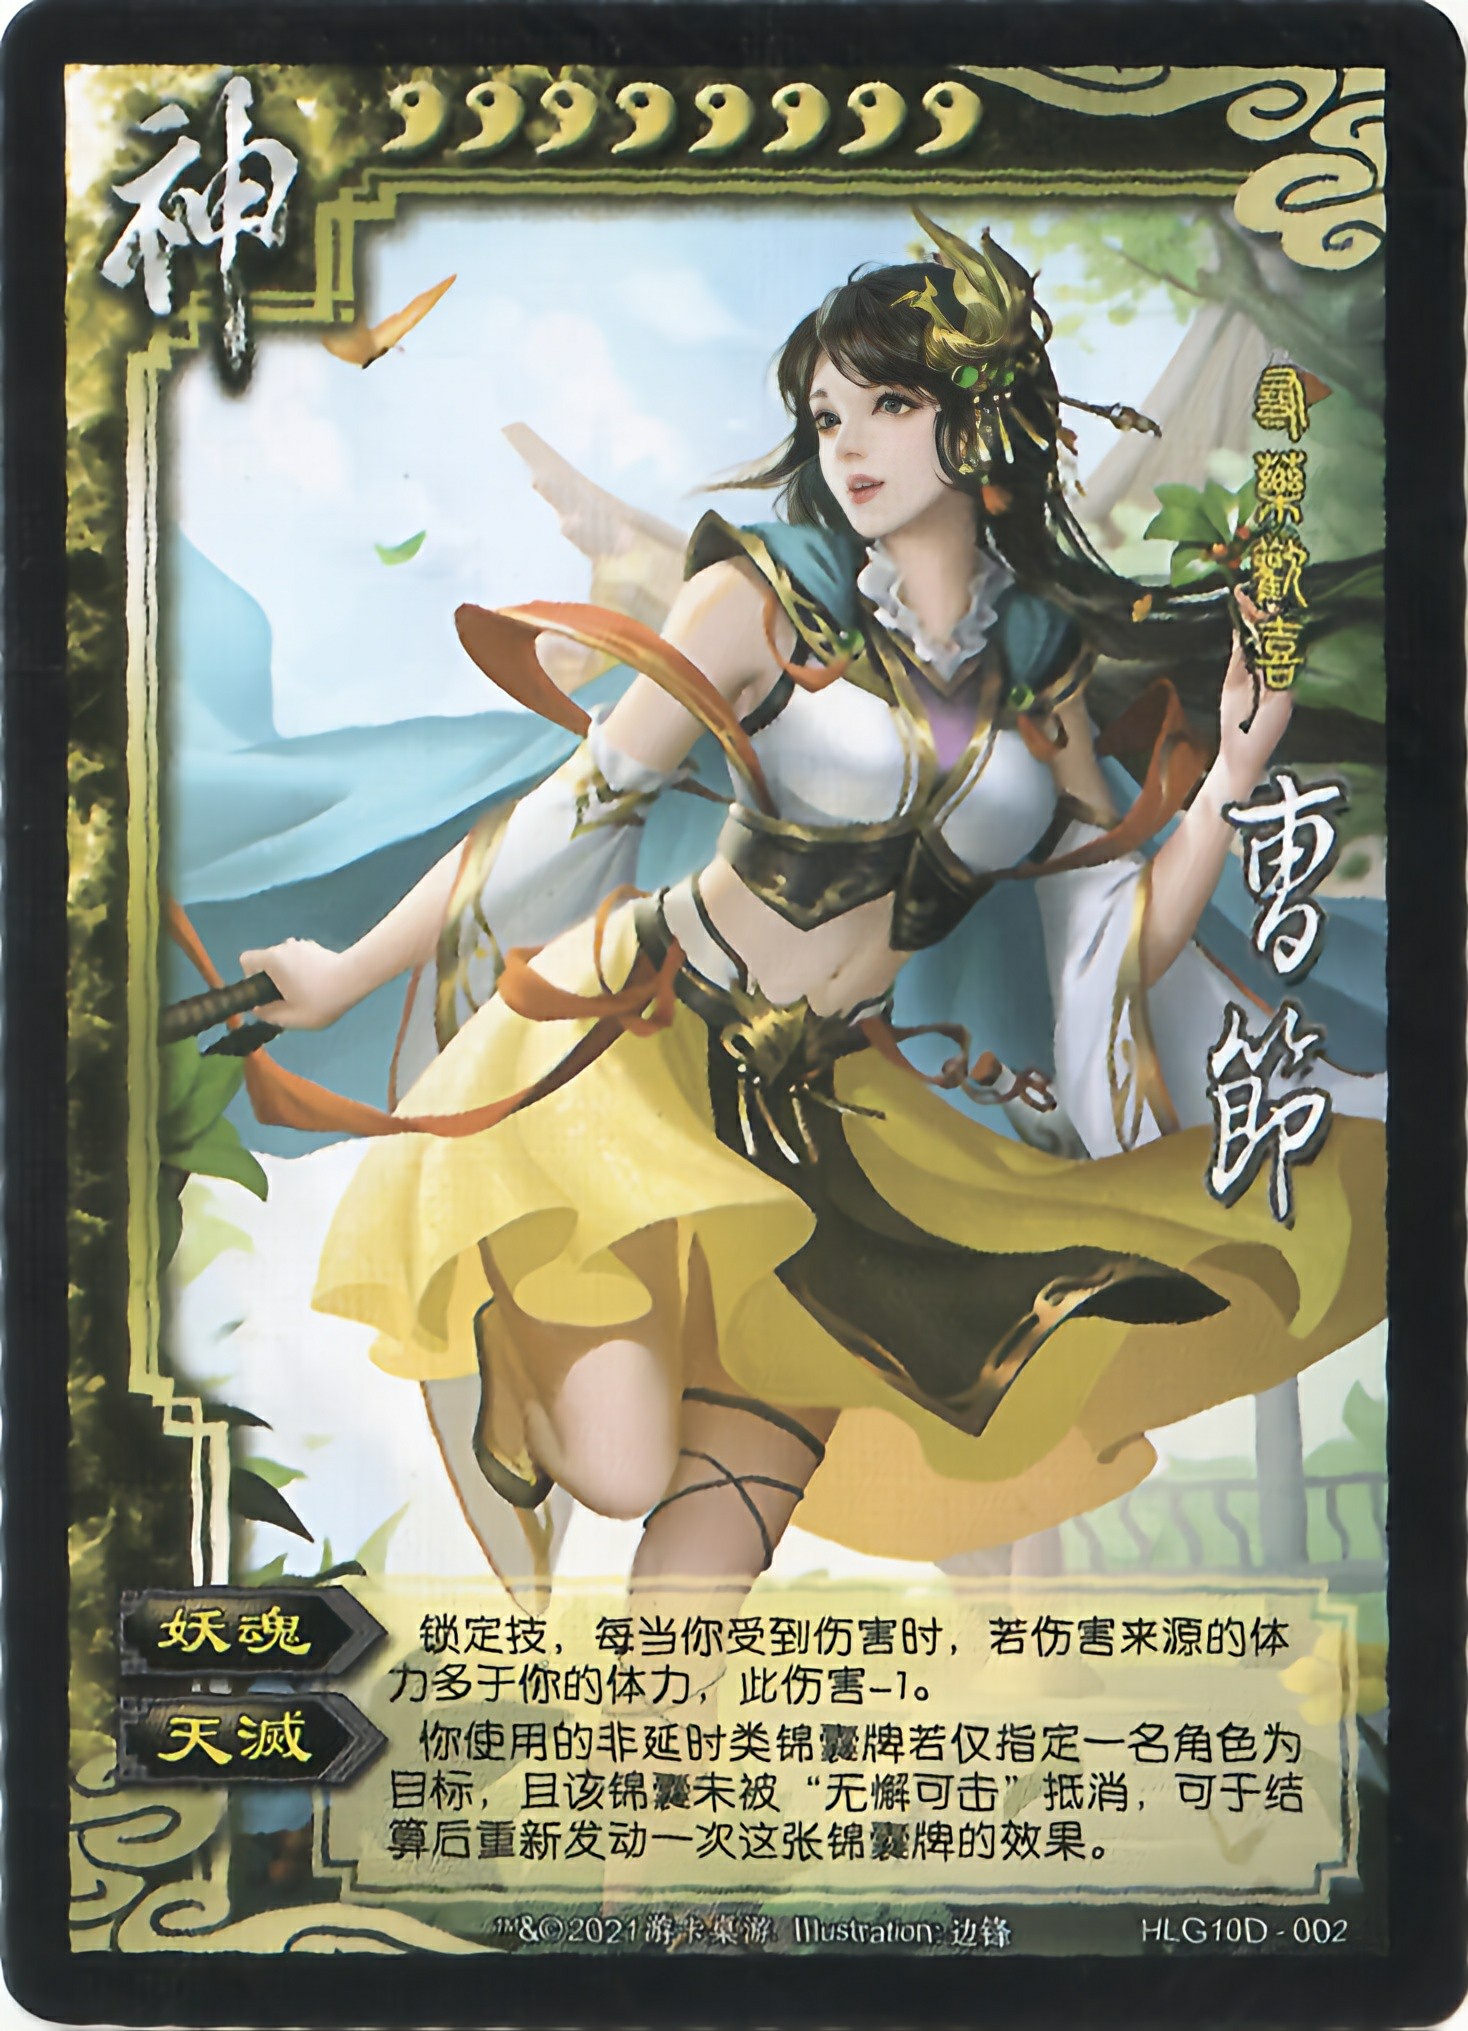 神
尋藥歡喜
曹節
妖魂
锁定技，每当你受到伤害时，若伤害来源的体
力多于你的体力，此伤害-1。
天滅
你使用的非延时类锦囊牌若仅指定一名角色为
目标，且该锦囊未被“无懈可击”抵消，可于结
算后重新发动一次这张锦囊牌的效果。
™&©2021游卡桌游. Illustration: 边锋
HLG10D-002